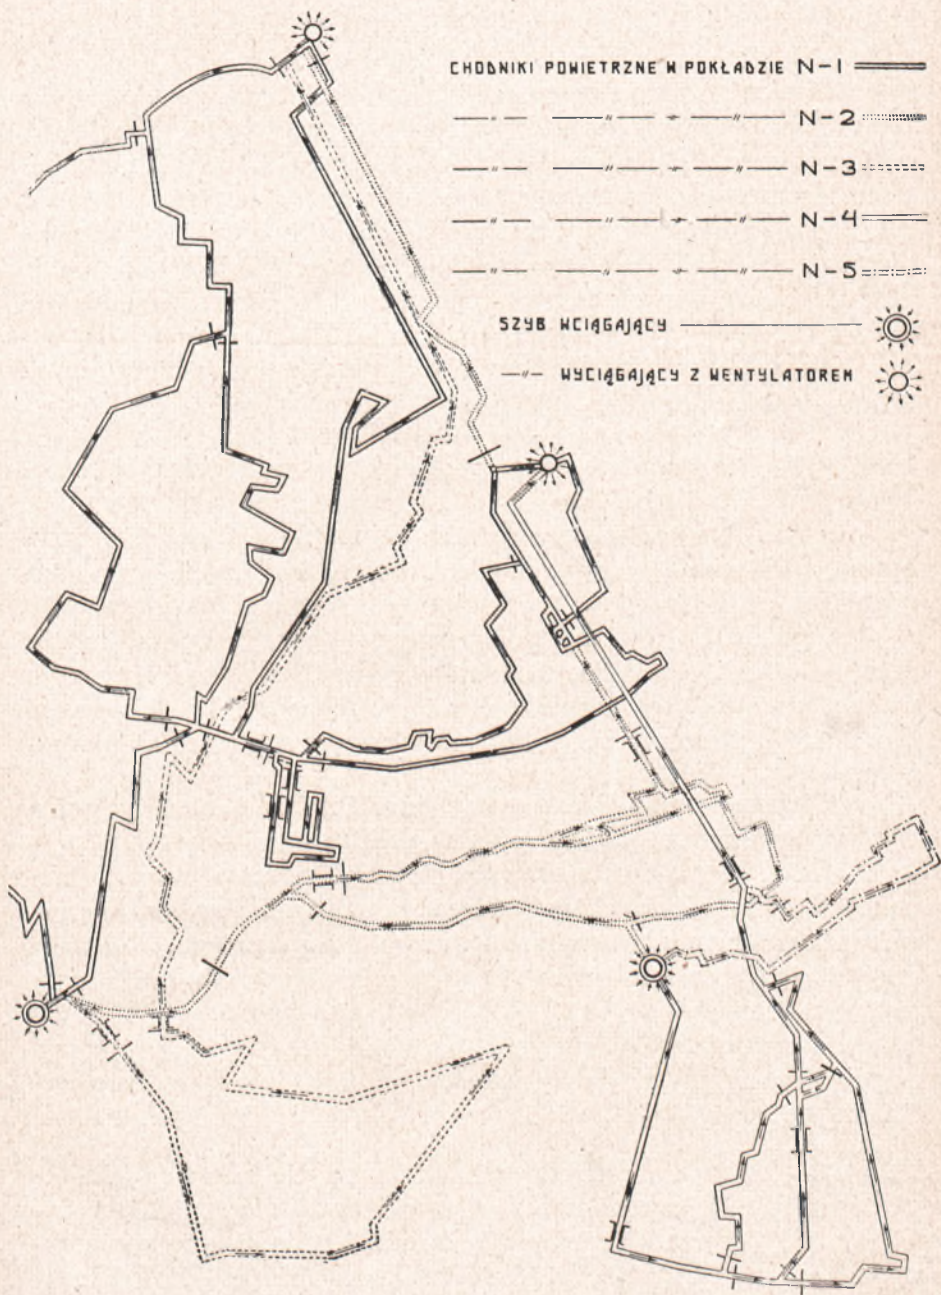 CHODNIKI POWIETRZNE W POKŁADZIE N-1
—〃— —〃— —〃— —〃— N-2
—〃— —〃— —〃— —〃— N-3
—〃— —〃— —〃— —〃— N-4
—〃— —〃— —〃— —〃— N-5
SZYB WCIĄGAJĄCY
—〃— WYCIĄGAJĄCY Z WENTYLATOREM